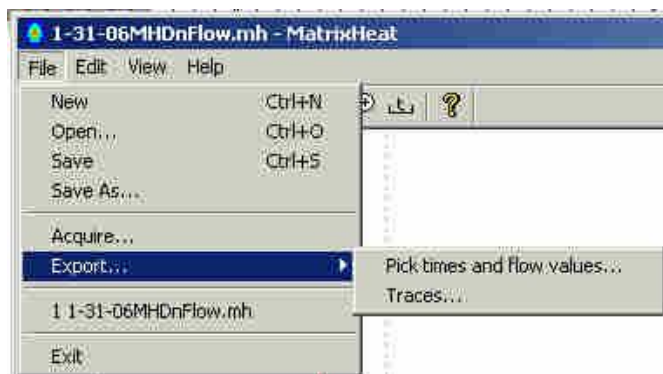 1-31-06MHDnFlow.mh - MatrixHeat
File Edit View Help
New Ctrl+N
Open... Ctrl+O
Save Ctrl+S
Save As...
Acquire...
Export...
Pick times and flow values...
Traces...
1 1-31-06MHDnFlow.mh
Exit